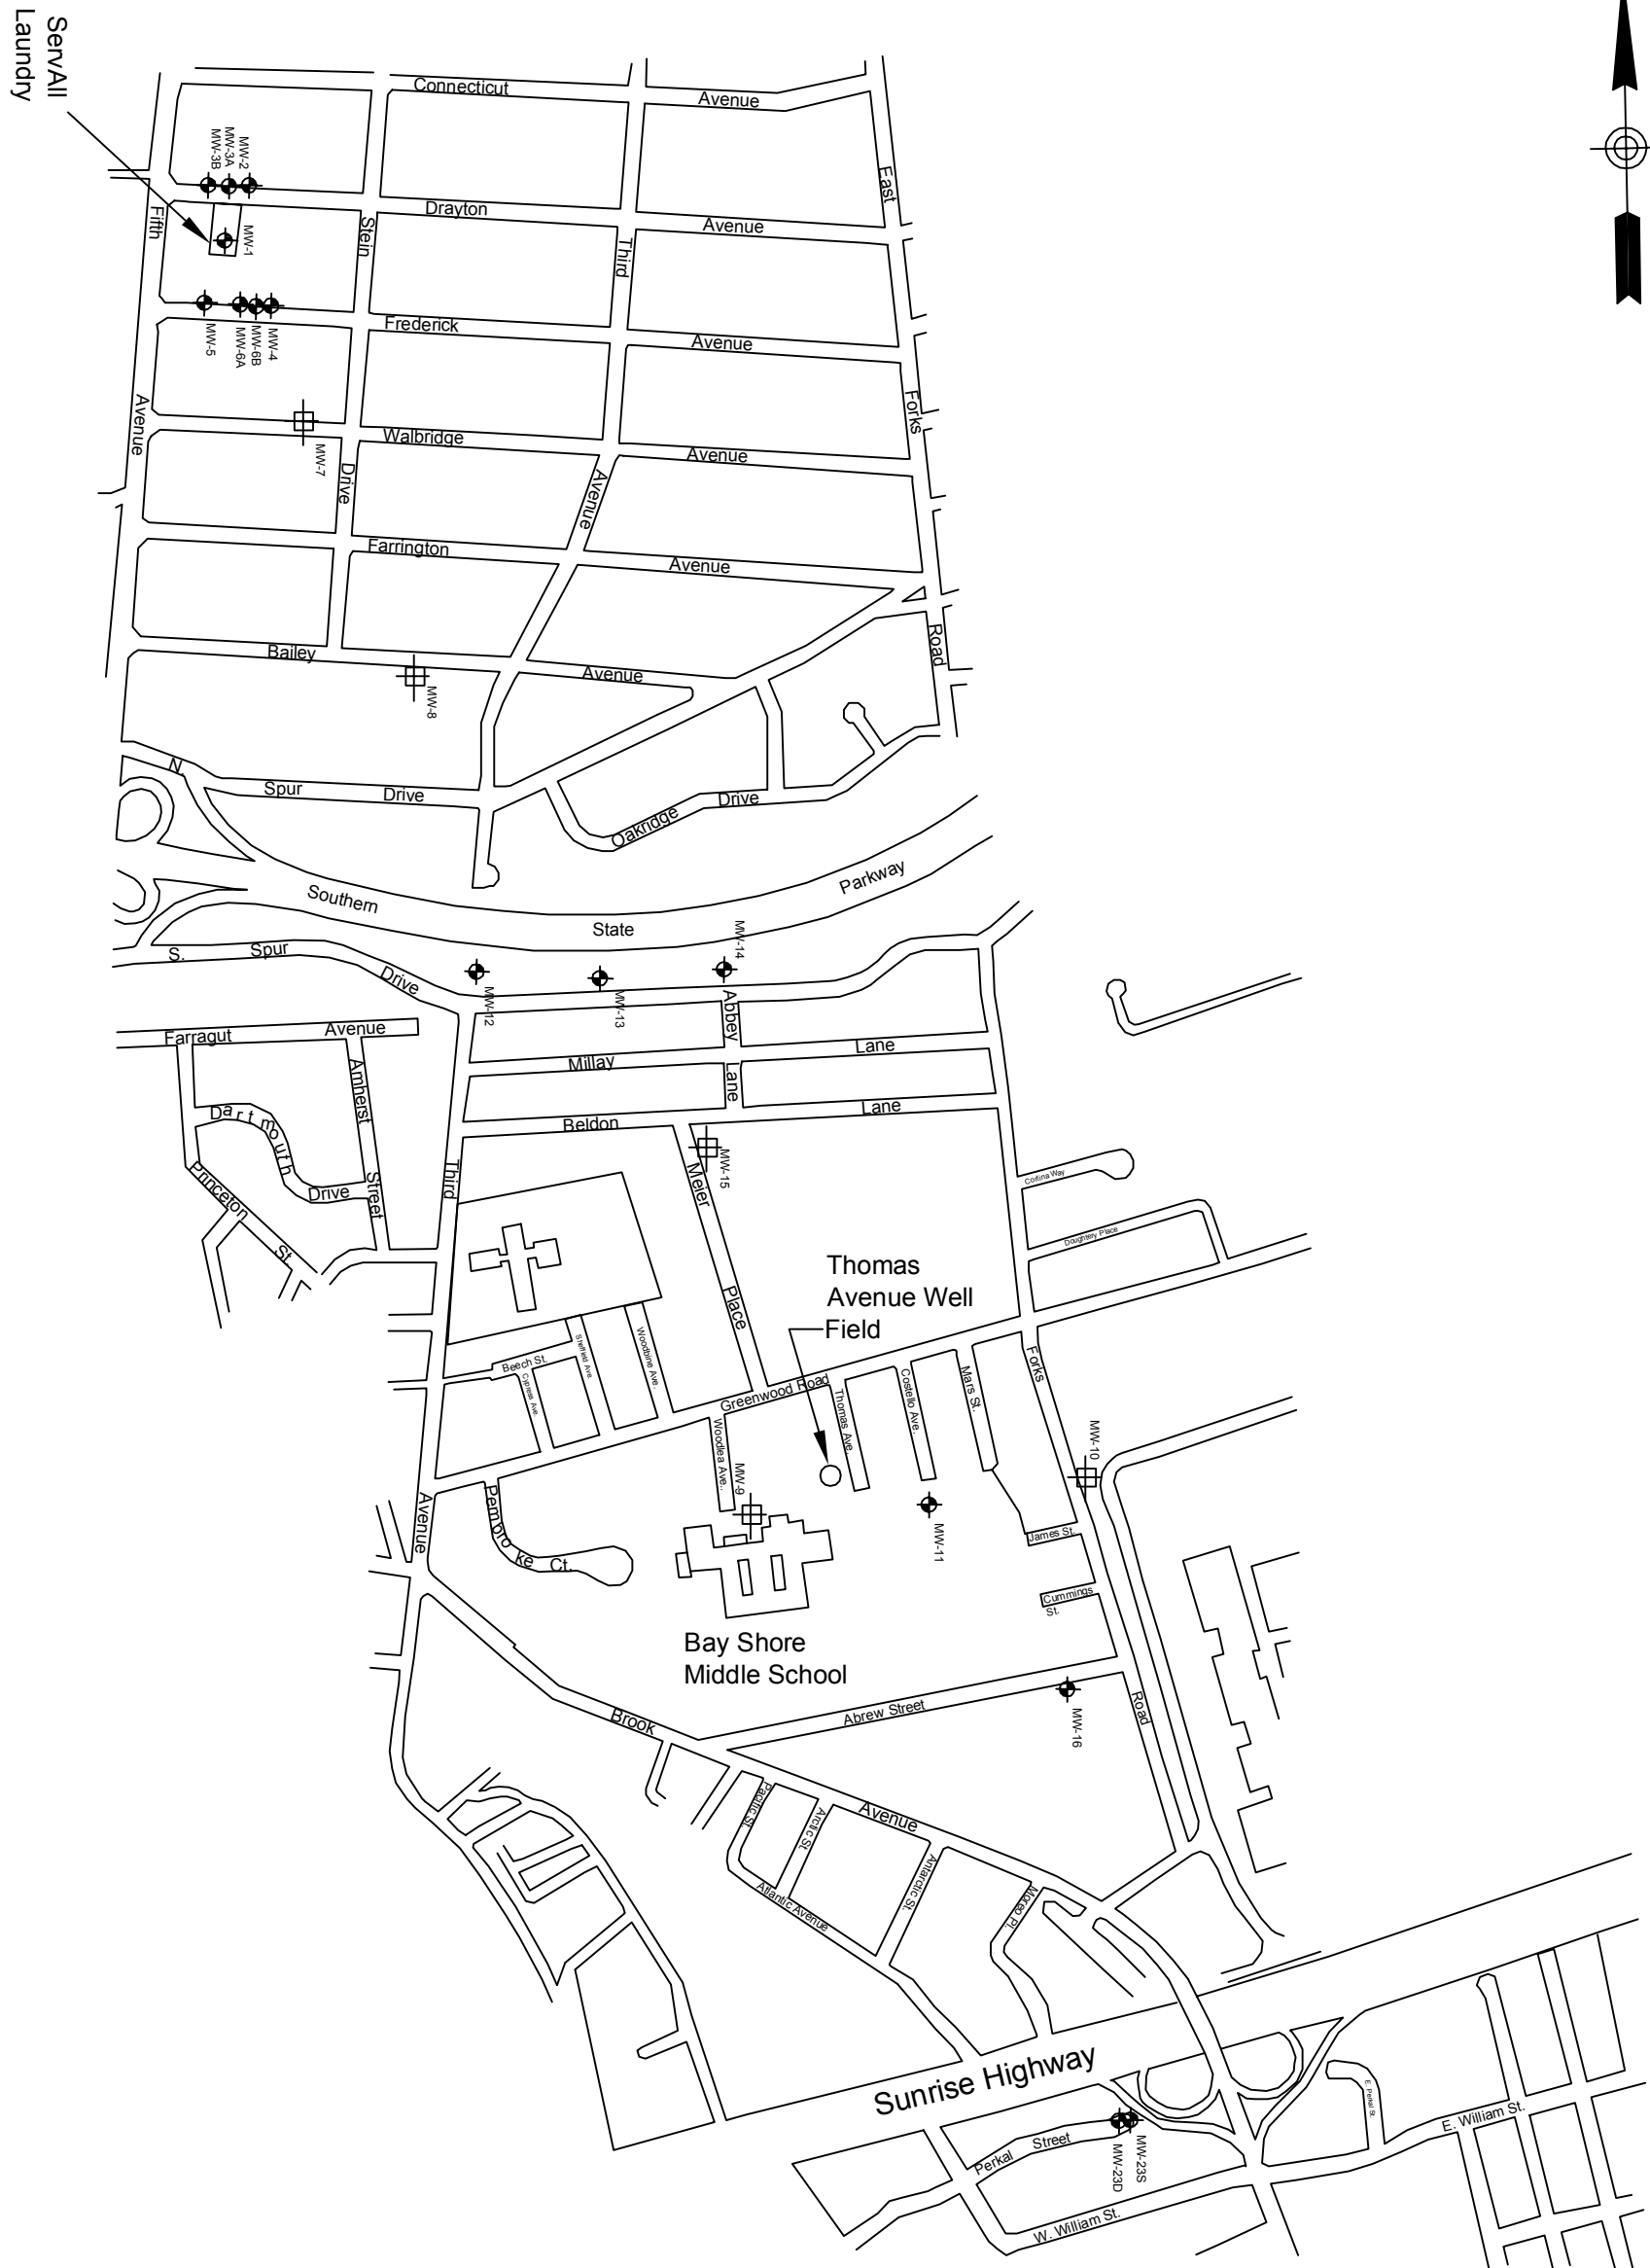 ServAll
Laundry
Connecticut
Avenue
East
MW-2
MW-3A
MW-3B
Drayton
Avenue
Fifth
Stein
Third
MW-1
Frederick
Avenue
MW-4
MW-6B
MW-6A
MW-5
Forks
Avenue
Walbridge
Avenue
MW-7
Drive
Avenue
Farrington
Avenue
Road
Bailey
Avenue
MW-8
N.
Spur
Drive
Oakridge
Drive
Southern
State
Parkway
MW-14
S.
Spur
Drive
MW-12
MW-13
Abbey
Lane
Farragut
Avenue
Millay
Lane
Amherst
Street
Beldon
Lane
Dartmouth
Drive
Princeton
St.
Third
MW-15
Meier
Place
Cortina Way
Doughtery Place
Thomas
Avenue Well
Field
Beech St.
Cypress Ave.
Sheffield Ave.
Woodbine Ave.
Greenwood Road
Woodlea Ave..
Thomas Ave..
Costello Ave.
Mars St.
Forks
MW-10
MW-9
Avenue
Pembroke Ct.
MW-11
James St.
Cummings
St.
Bay Shore
Middle School
Road
Abrew Street
MW-16
Brook
Avenue
Pacific St.
Arctic St.
Antarctic St.
Atlantic Avenue
Moreo Pl.
Sunrise Highway
E. Perkal St.
E. William St.
MW-23S
MW-23D
Perkal
Street
W. William St.